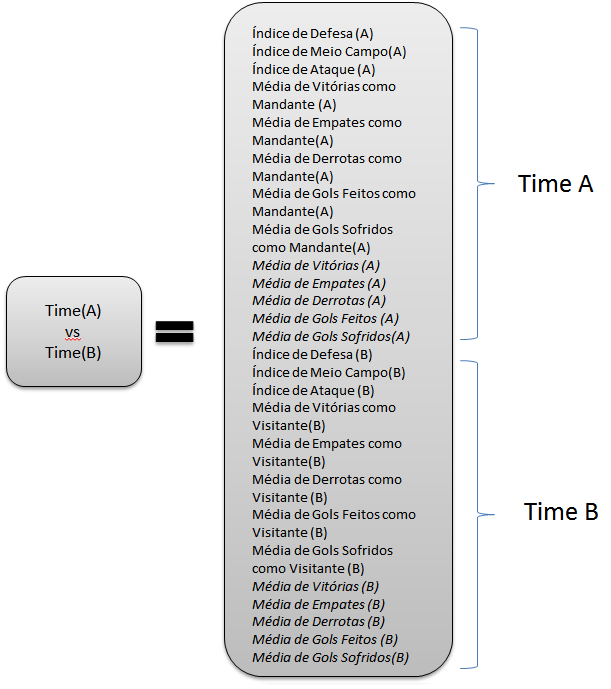 Time(A)
vs
Time(B)
Índice de Defesa (A)
Índice de Meio Campo(A)
Índice de Ataque (A)
Média de Vitórias como
Mandante (A)
Média de Empates como
Mandante(A)
Média de Derrotas como
Mandante(A)
Média de Gols Feitos como
Mandante(A)
Média de Gols Sofridos
como Mandante(A)
Média de Vitórias (A)
Média de Empates (A)
Média de Derrotas (A)
Média de Gols Feitos (A)
Média de Gols Sofridos(A)
Índice de Defesa (B)
Índice de Meio Campo(B)
Índice de Ataque (B)
Média de Vitórias como
Visitante(B)
Média de Empates como
Visitante(B)
Média de Derrotas como
Visitante (B)
Média de Gols Feitos como
Visitante (B)
Média de Gols Sofridos
como Visitante (B)
Média de Vitórias (B)
Média de Empates (B)
Média de Derrotas (B)
Média de Gols Feitos (B)
Média de Gols Sofridos(B)
Time A
Time B